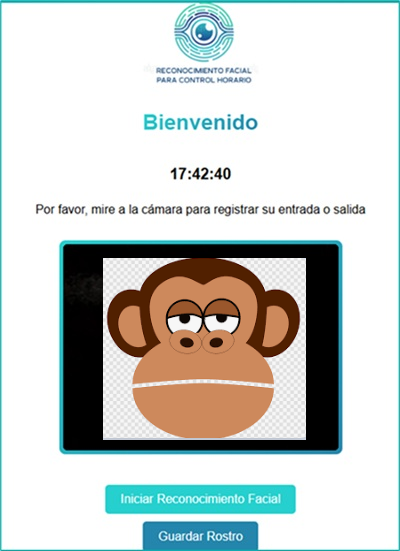 RECONOCIMIENTO FACIAL
PARA CONTROL HORARIO
Bienvenido
17:42:40
Por favor, mire a la cámara para registrar su entrada o salida
Iniciar Reconocimiento Facial
Guardar Rostro